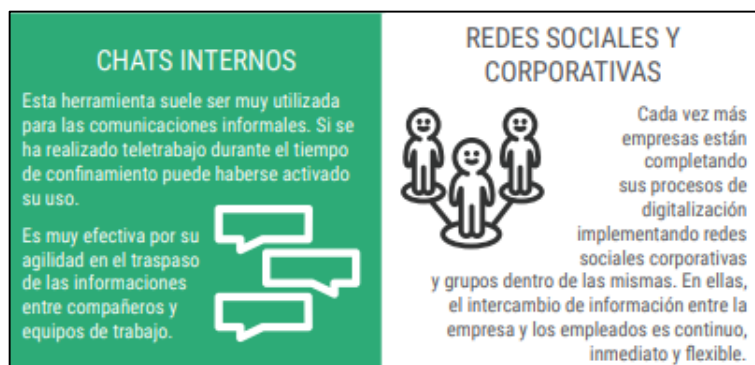 CHATS INTERNOS
Esta herramienta suele ser muy utilizada
para las comunicaciones informales. Si se
ha realizado teletrabajo durante el tiempo
de confinamiento puede haberse activado
su uso.
Es muy efectiva por su
agilidad en el traspaso
de las informaciones
entre compañeros y
equipos de trabajo.
REDES SOCIALES Y
CORPORATIVAS
Cada vez más
empresas están
completando
sus procesos de
digitalización
implementando redes
sociales corporativas
y grupos dentro de las mismas. En ellas,
el intercambio de información entre la
empresa y los empleados es continuo,
inmediato y flexible.